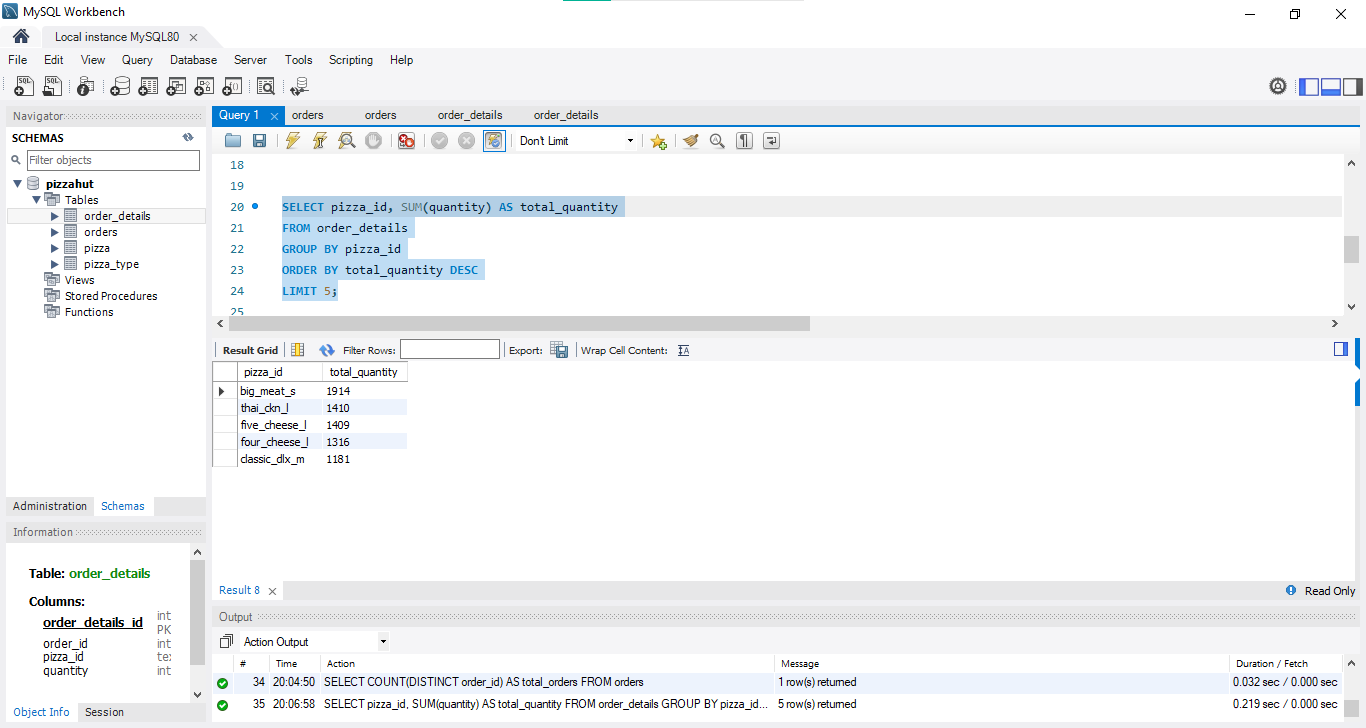 MySQL Workbench
Local instance MySQL80
File Edit View Query Database Server Tools Scripting Help
Navigator
SCHEMAS
Filter objects
pizzahut
Tables
order_details
orders
pizza
pizza_type
Views
Stored Procedures
Functions
Administration Schemas
Information
Table: order_details
Columns:
order_details_id int
PK
order_id int
pizza_id te
quantity int
Object Info Session
Query 1 orders orders order_details order_details
Don't Limit
18
19
20 SELECT pizza_id, SUM(quantity) AS total_quantity
21 FROM order_details
22 GROUP BY pizza_id
23 ORDER BY total_quantity DESC
24 LIMIT 5;
25
Result Grid Filter Rows: Export: Wrap Cell Content:
pizza_id total_quantity
big_meat_s 1914
thai_ckn_l 1410
five_cheese_l 1409
four_cheese_l 1316
classic_dlx_m 1181
Result 8 Read Only
Output
Action Output
# Time Action Message Duration / Fetch
34 20:04:50 SELECT COUNT(DISTINCT order_id) AS total_orders FROM orders 1 row(s) returned 0.032 sec / 0.000 sec
35 20:06:58 SELECT pizza_id, SUM(quantity) AS total_quantity FROM order_details GROUP BY pizza_id... 5 row(s) returned 0.219 sec / 0.000 sec